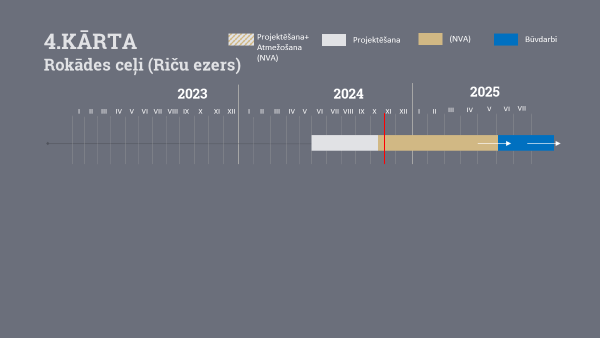 4.KĀRTA
Rokādes ceļi (Riču ezers)
Projektēšana+
Atmežošana
(NVA)
Projektēšana
(NVA)
Būvdarbi
2023
2024
2025
I II III IV V VI VII VIII IX X XI XII
I II III IV V VI VII VIII IX X XI XII
I II III IV V VI VII